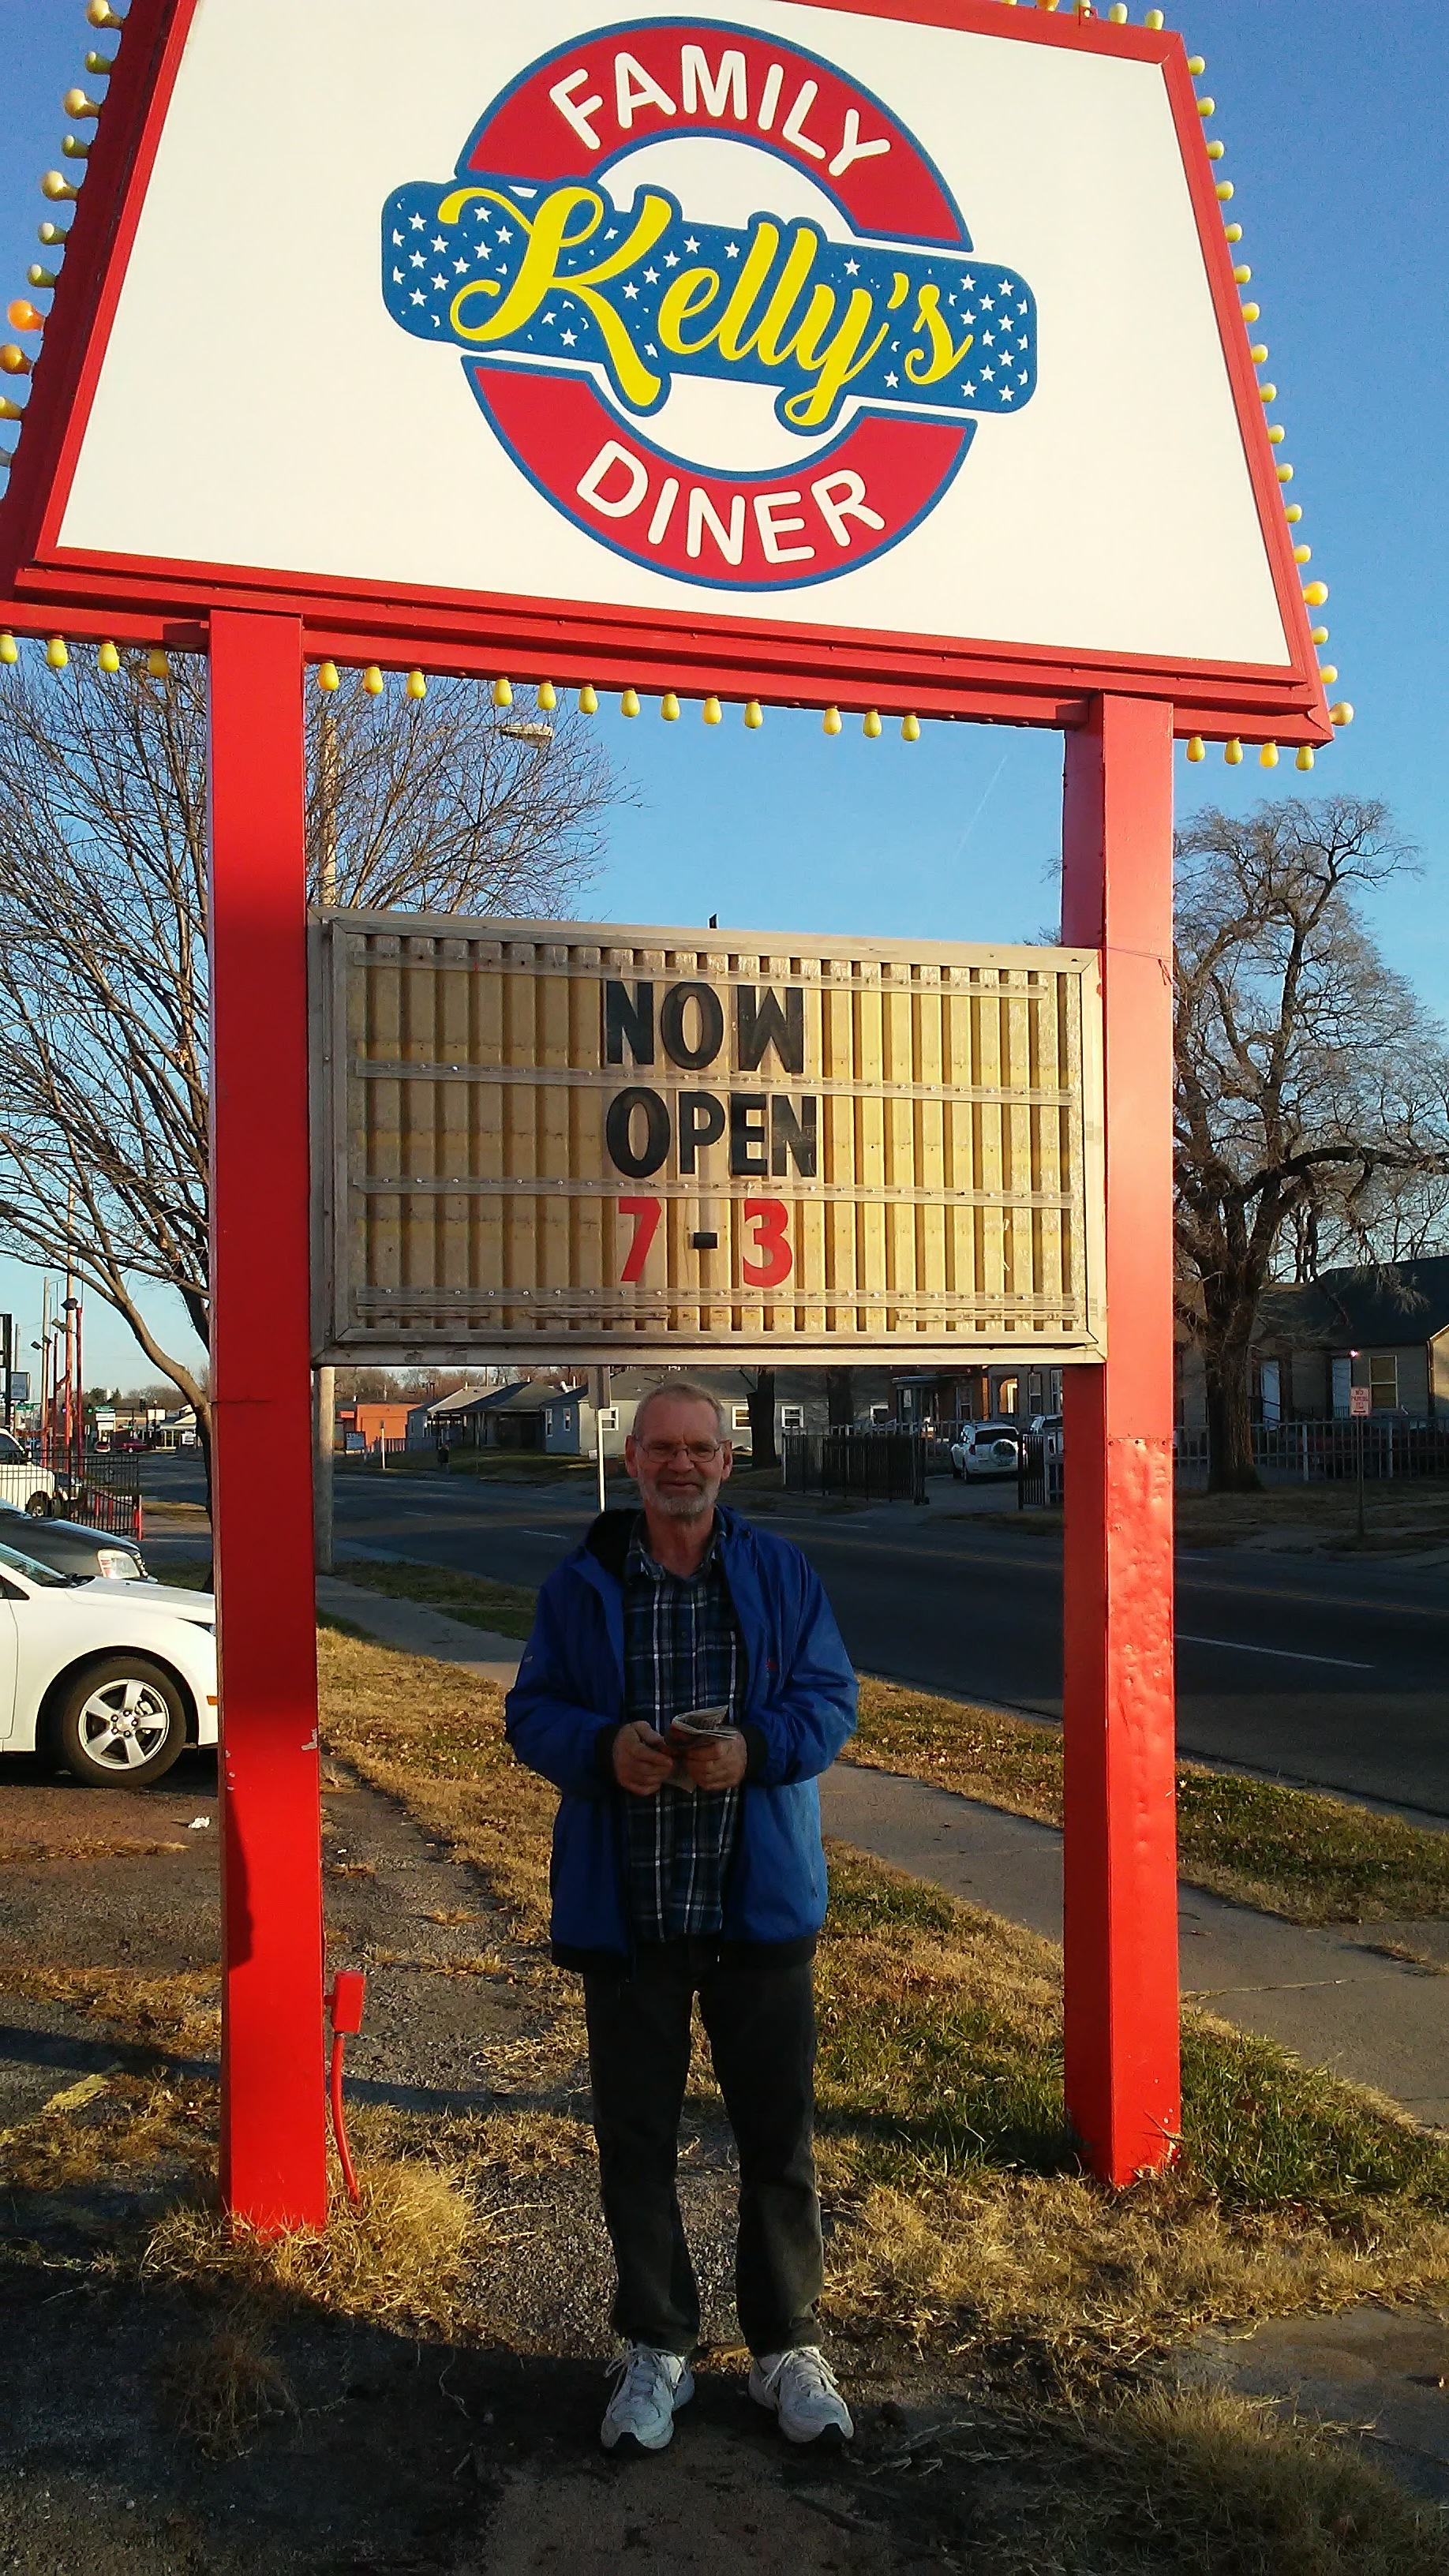 FAMILY
Kelly's
DINER
NOW
OPEN
7-3